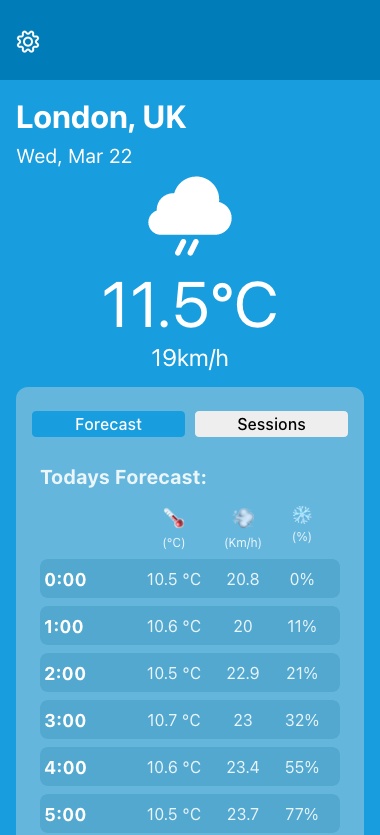 London, UK
Wed, Mar 22
11.5°C
19km/h
Forecast Sessions
Todays Forecast:
(°C) (Km/h) (%)
0:00 10.5 °C 20.8 0%
1:00 10.6 °C 20 11%
2:00 10.5 °C 22.9 21%
3:00 10.7 °C 23 32%
4:00 10.6 °C 23.4 55%
5:00 10.5 °C 23.7 77%